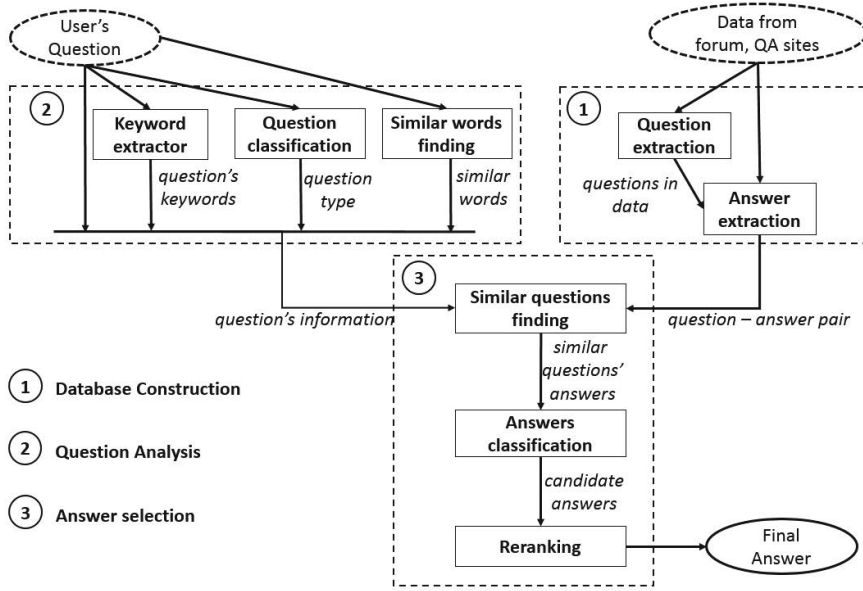 User's
Question
Data from
forum, QA sites
2
Keyword
extractor
Question
classification
Similar words
finding
question's
keywords
question
type
similar
words
1
Question
extraction
questions in
data
Answer
extraction
3
Similar questions
finding
question's information
question – answer pair
similar
questions'
answers
Answers
classification
candidate
answers
Reranking
Final
Answer
1 Database Construction
2 Question Analysis
3 Answer selection